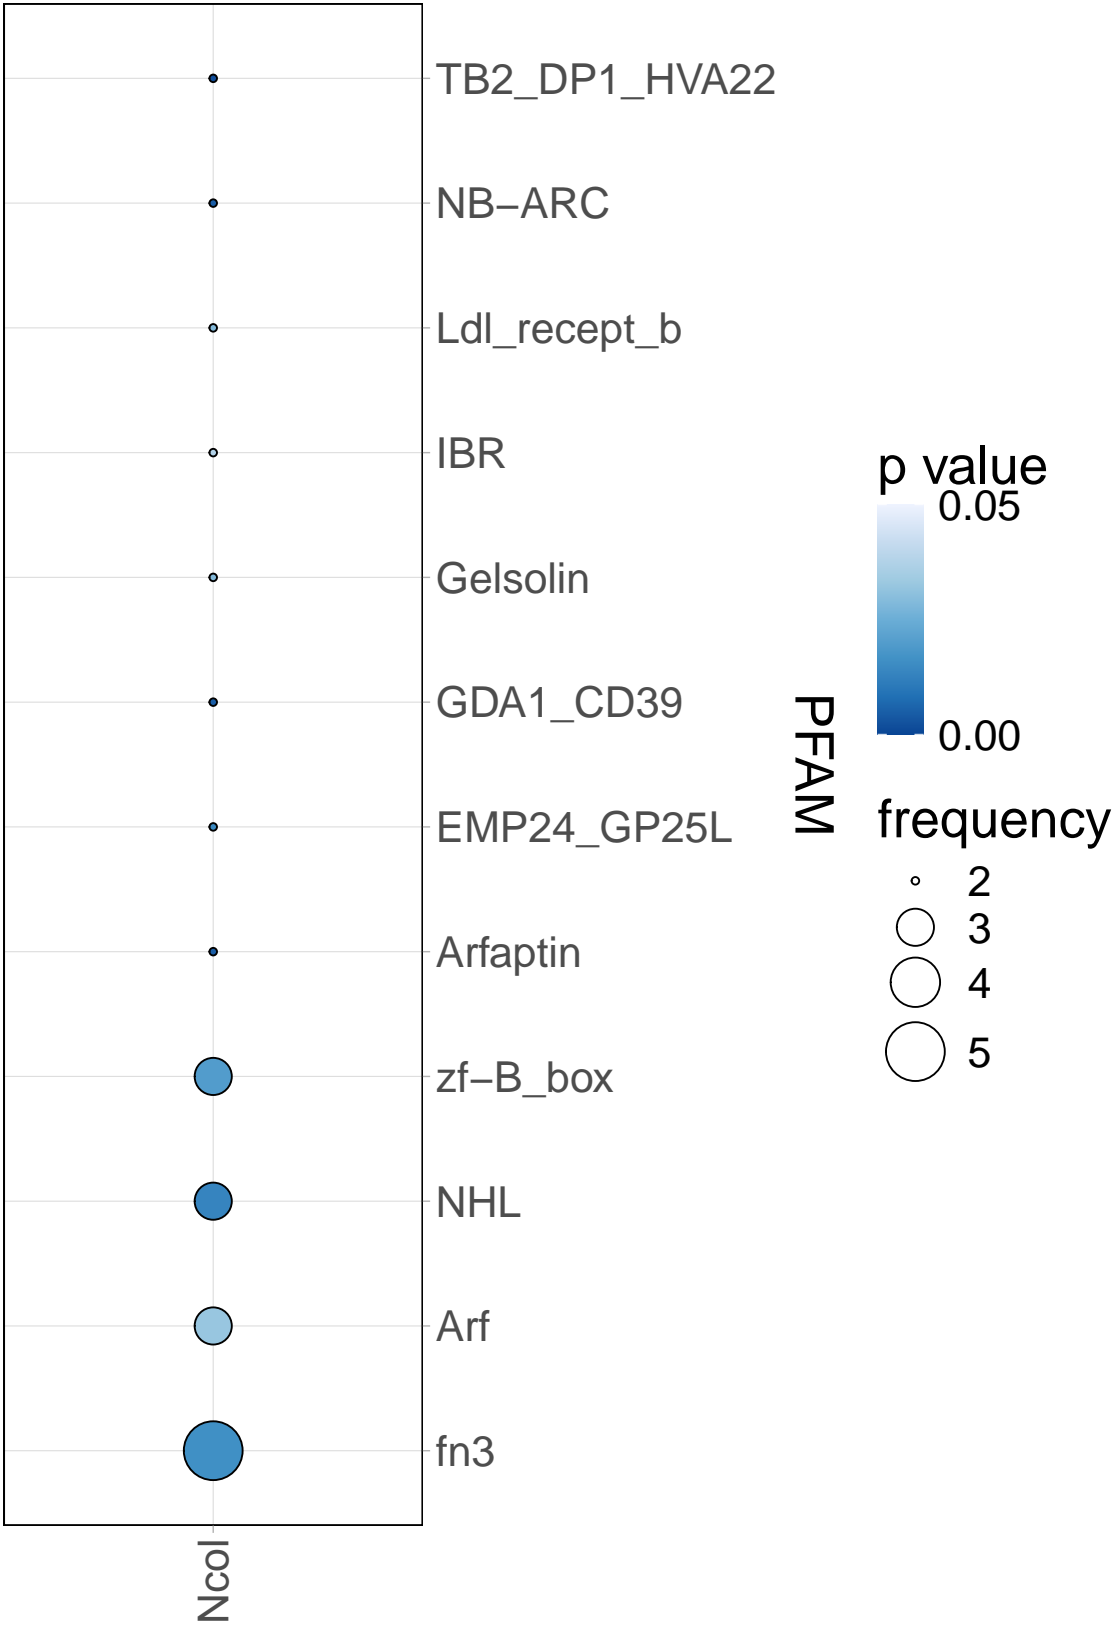 TB2_DP1_HVA22
NB−ARC
Ldl_recept_b
IBR
Gelsolin
GDA1_CD39
EMP24_GP25L
Arfaptin
zf−B_box
NHL
Arf
fn3
Ncol
PFAM
p value
0.05
0.00
frequency
2
3
4
5